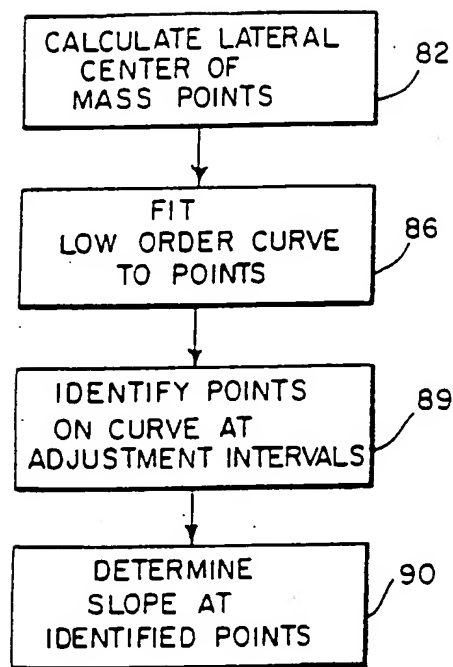 CALCULATE LATERAL
CENTER OF
MASS POINTS
82
FIT
LOW ORDER CURVE
TO POINTS
86
IDENTIFY POINTS
ON CURVE AT
ADJUSTMENT INTERVALS
89
DETERMINE
SLOPE AT
IDENTIFIED POINTS
90